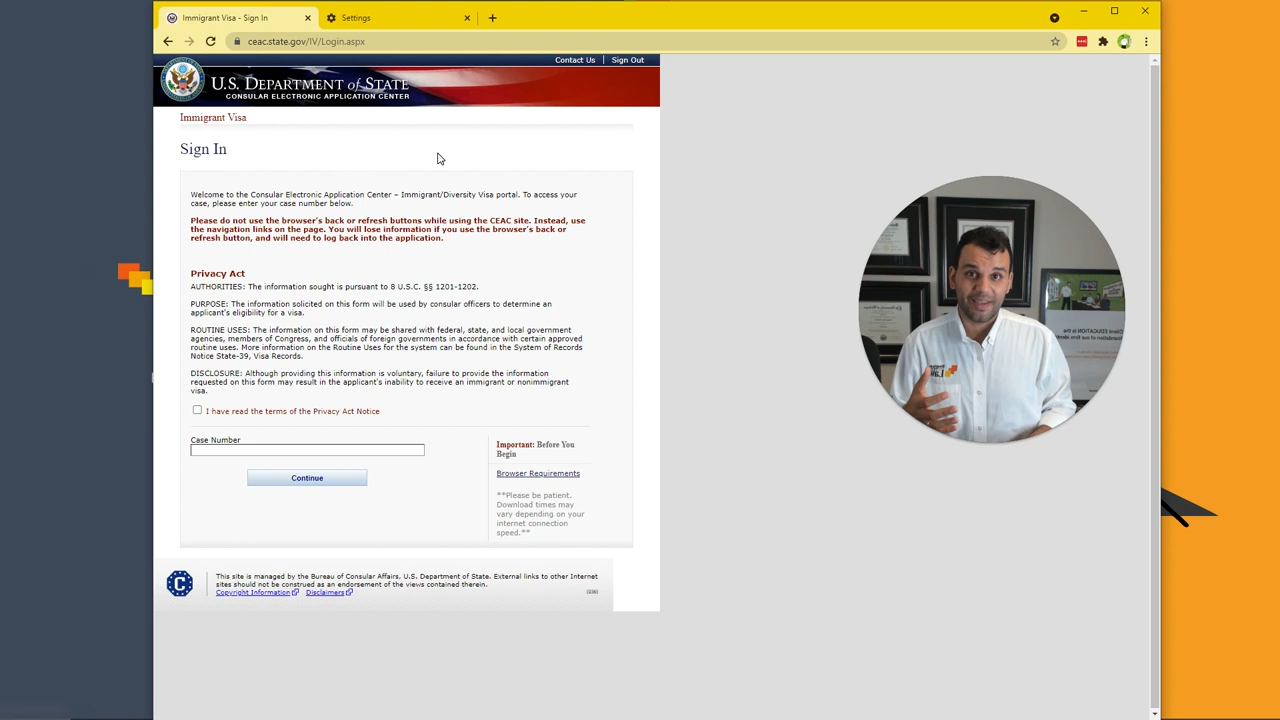 Immigrant Visa - Sign In
Settings
ceac.state.gov/IV/Login.aspx
Contact Us | Sign Out
U.S. DEPARTMENT of STATE
CONSULAR ELECTRONIC APPLICATION CENTER
Immigrant Visa
Sign In
Welcome to the Consular Electronic Application Center – Immigrant/Diversity Visa portal. To access your
case, please enter your case number below.
Please do not use the browser's back or refresh buttons while using the CEAC site. Instead, use
the navigation links on the page. You will lose information if you use the browser's back or
refresh button, and will need to log back into the application.
Privacy Act
AUTHORITIES: The information sought is pursuant to 8 U.S.C. §§ 1201-1202.
PURPOSE: The information solicited on this form will be used by consular officers to determine an
applicant's eligibility for a visa.
ROUTINE USES: The information on this form may be shared with federal, state, and local government
agencies, members of Congress, and officials of foreign governments in accordance with certain approved
routine uses. More information on the Routine Uses for the system can be found in the System of Records
Notice State-39, Visa Records.
DISCLOSURE: Although providing this information is voluntary, failure to provide the information
requested on this form may result in the applicant's inability to receive an immigrant or nonimmigrant
visa.
I have read the terms of the Privacy Act Notice
Case Number
Continue
Important: Before You
Begin
Browser Requirements
**Please be patient.
Download times may
vary depending on your
internet connection
speed.**
This site is managed by the Bureau of Consular Affairs, U.S. Department of State. External links to other Internet
sites should not be construed as an endorsement of the views contained therein.
Copyright Information Disclaimers